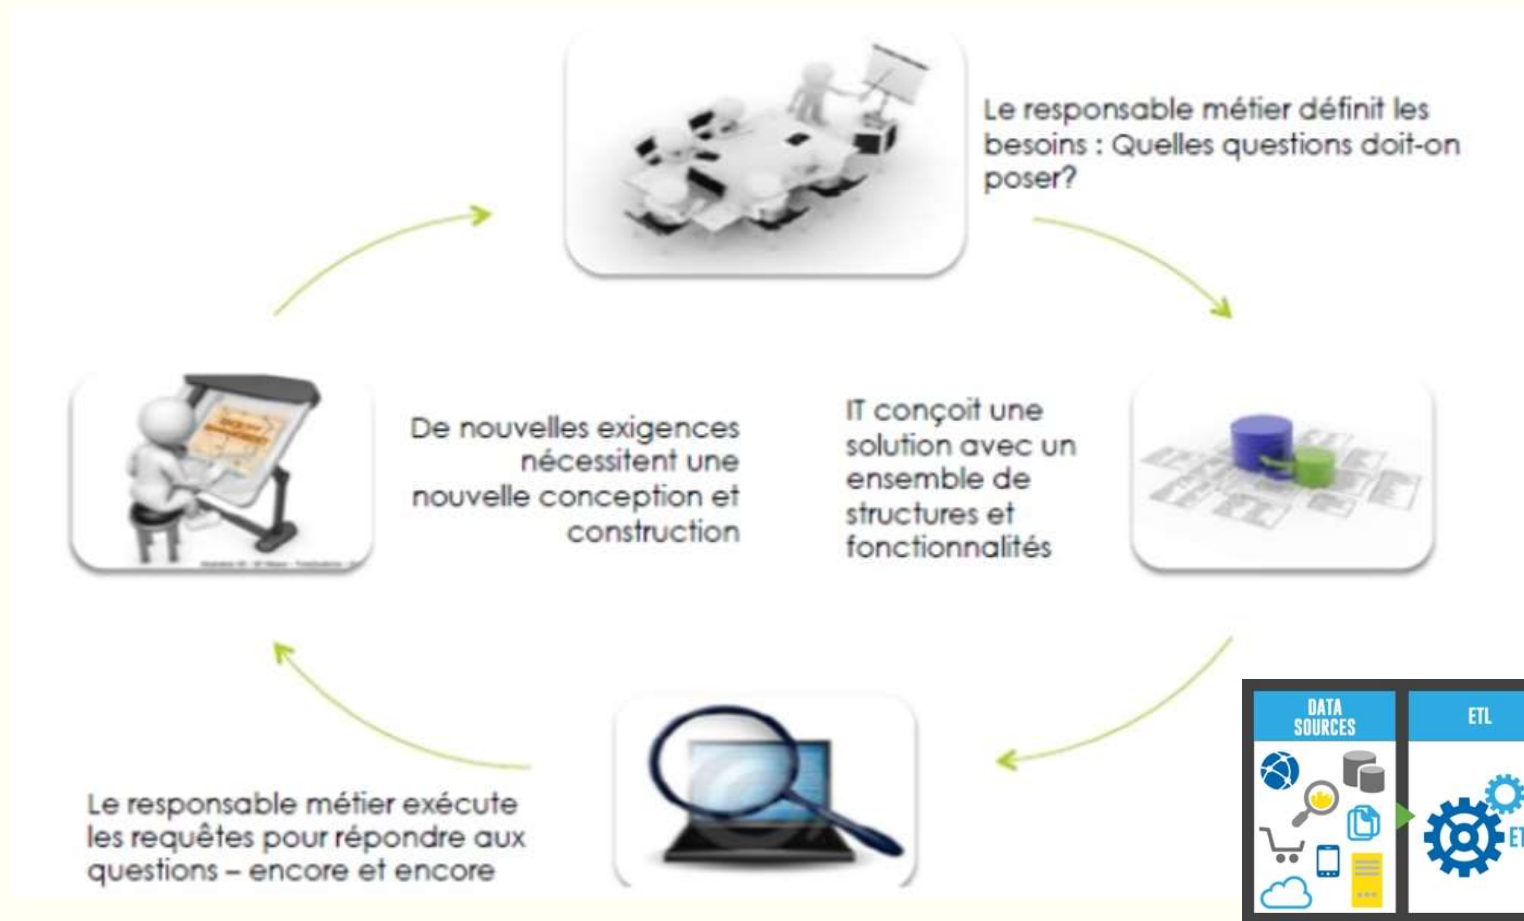 Le responsable métier définit les
besoins : Quelles questions doit-on
poser?
IT conçoit une
solution avec un
ensemble de
structures et
fonctionnalités
De nouvelles exigences
nécessitent une
nouvelle conception et
construction
Le responsable métier exécute
les requêtes pour répondre aux
questions – encore et encore
DATA
SOURCES
ETL